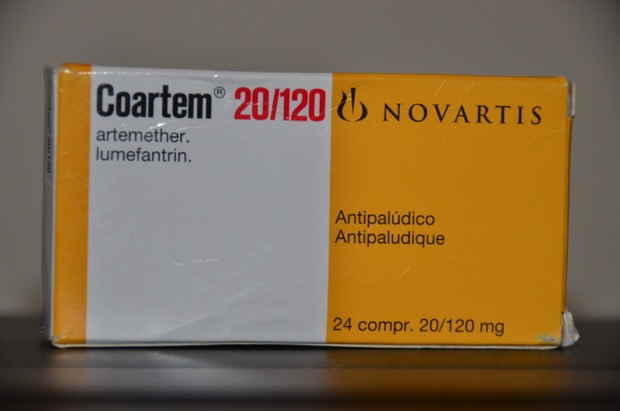 Coartem® 20/120
artemether.
lumefantrin.
NOVARTIS
Antipalúdico
Antipaludique
24 compr. 20/120 mg